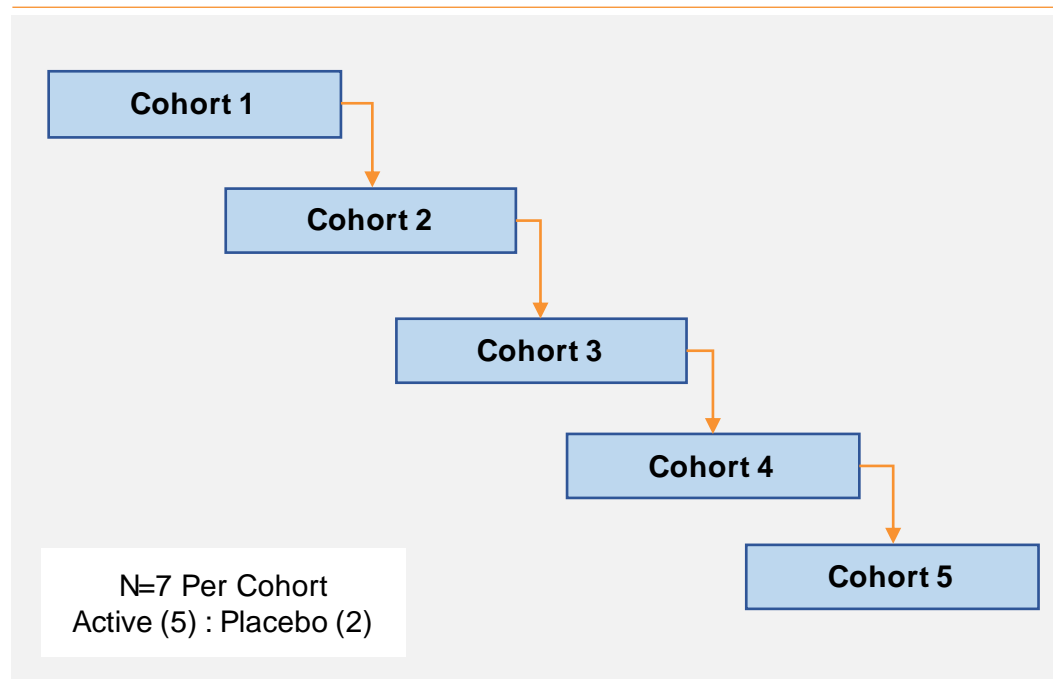 Cohort 1
Cohort 2
Cohort 3
Cohort 4
Cohort 5
N=7 Per Cohort
Active (5) : Placebo (2)